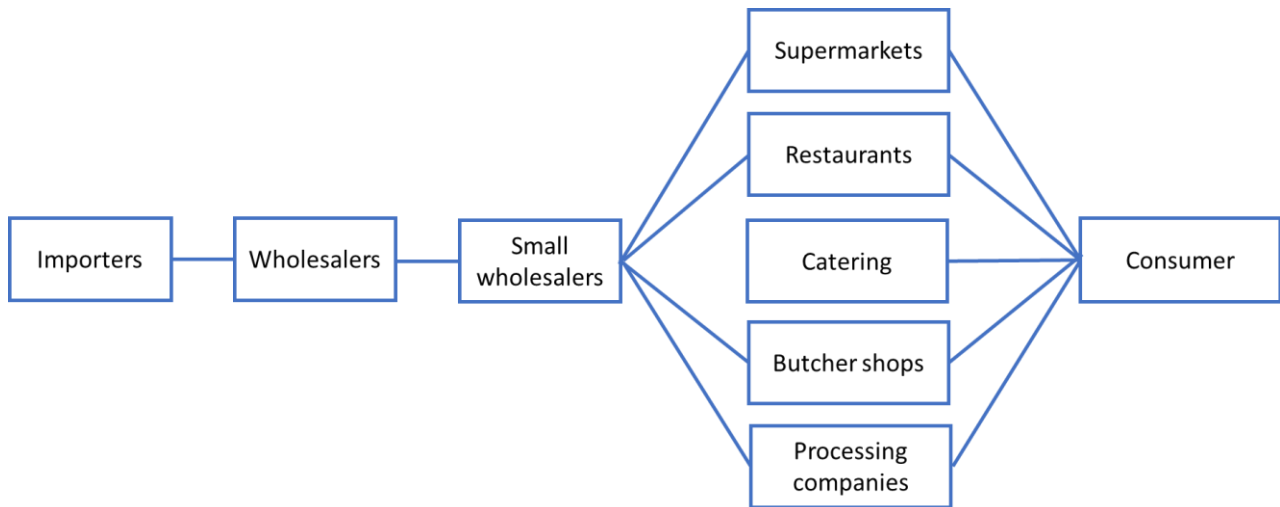 Importers
Wholesalers
Small
wholesalers
Supermarkets
Restaurants
Catering
Butcher shops
Processing
companies
Consumer